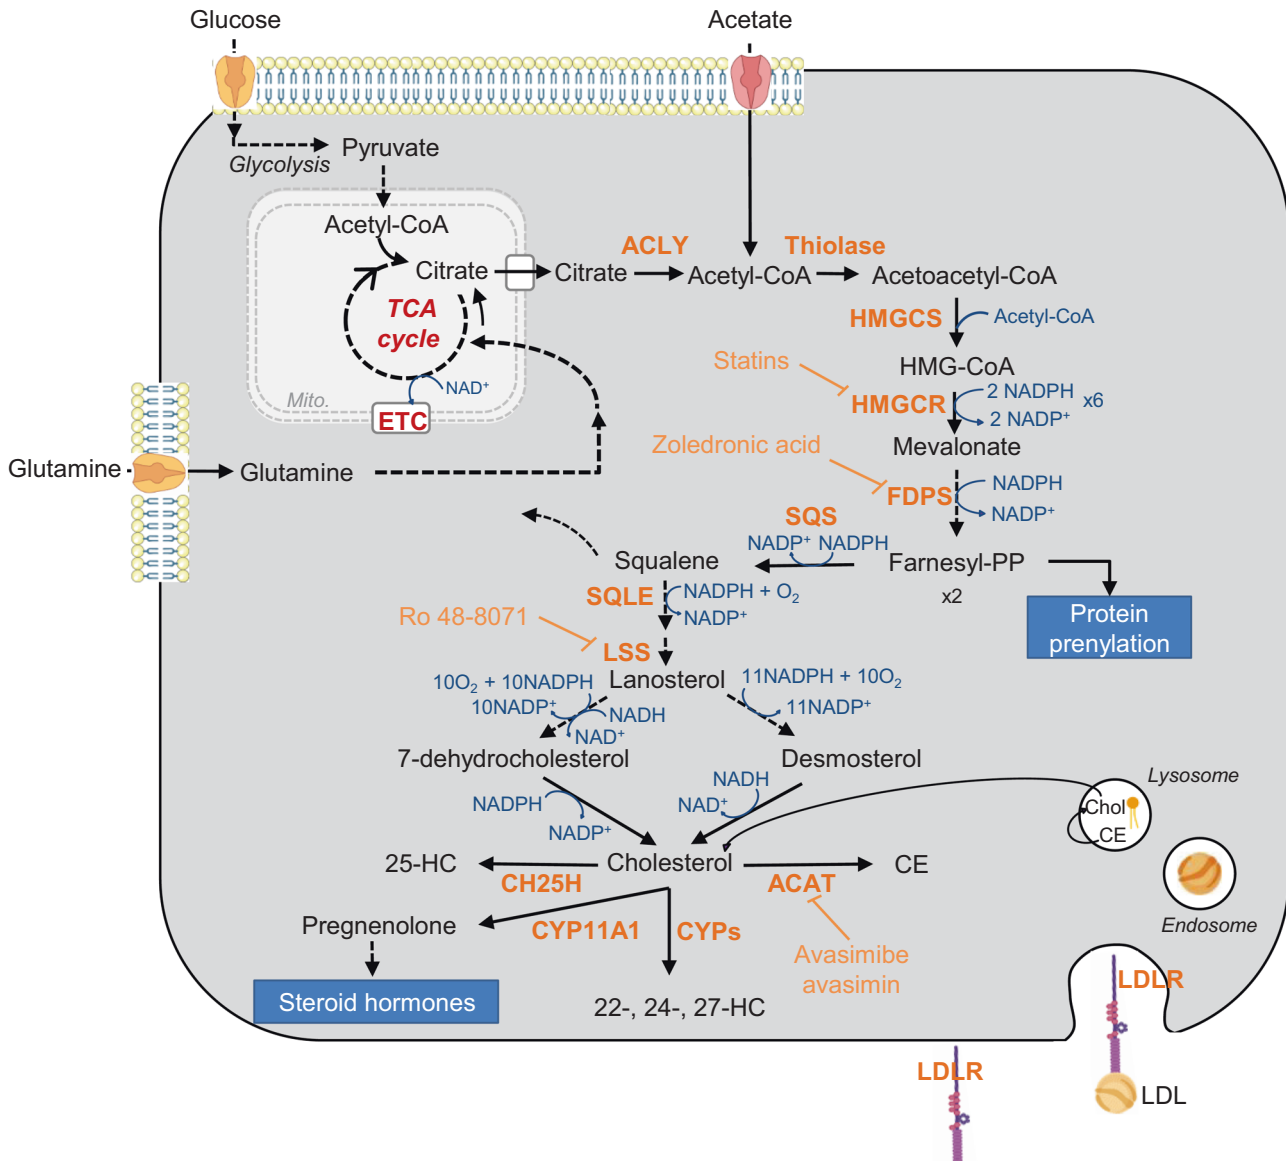 Glucose
Acetate
Glycolysis
Pyruvate
Acetyl-CoA
Citrate
Citrate
ACLY
Acetyl-CoA
Thiolase
Acetoacetyl-CoA
TCA
cycle
HMGCS
Acetyl-CoA
HMG-CoA
Mito.
NAD⁺
ETC
Statins
HMGCR
2 NADPH
x6
2 NADP⁺
Mevalonate
Glutamine
Glutamine
Zoledronic acid
FDPS
NADPH
NADP⁺
SQS
NADP⁺ NADPH
Squalene
Farnesyl-PP
x2
Protein
prenylation
SQLE
NADPH + O₂
NADP⁺
Ro 48-8071
LSS
Lanosterol
10O₂ + 10NADPH
10NADP⁺
NADH
NAD⁺
11NADPH + 10O₂
11NADP⁺
7-dehydrocholesterol
Desmosterol
NADPH
NADP⁺
NADH
NAD⁺
Lysosome
Chol
CE
25-HC
CH25H
Cholesterol
ACAT
CE
Endosome
Pregnenolone
CYP11A1
CYPs
Avasimibe
avasimin
Steroid hormones
22-, 24-, 27-HC
LDLR
LDLR
LDL